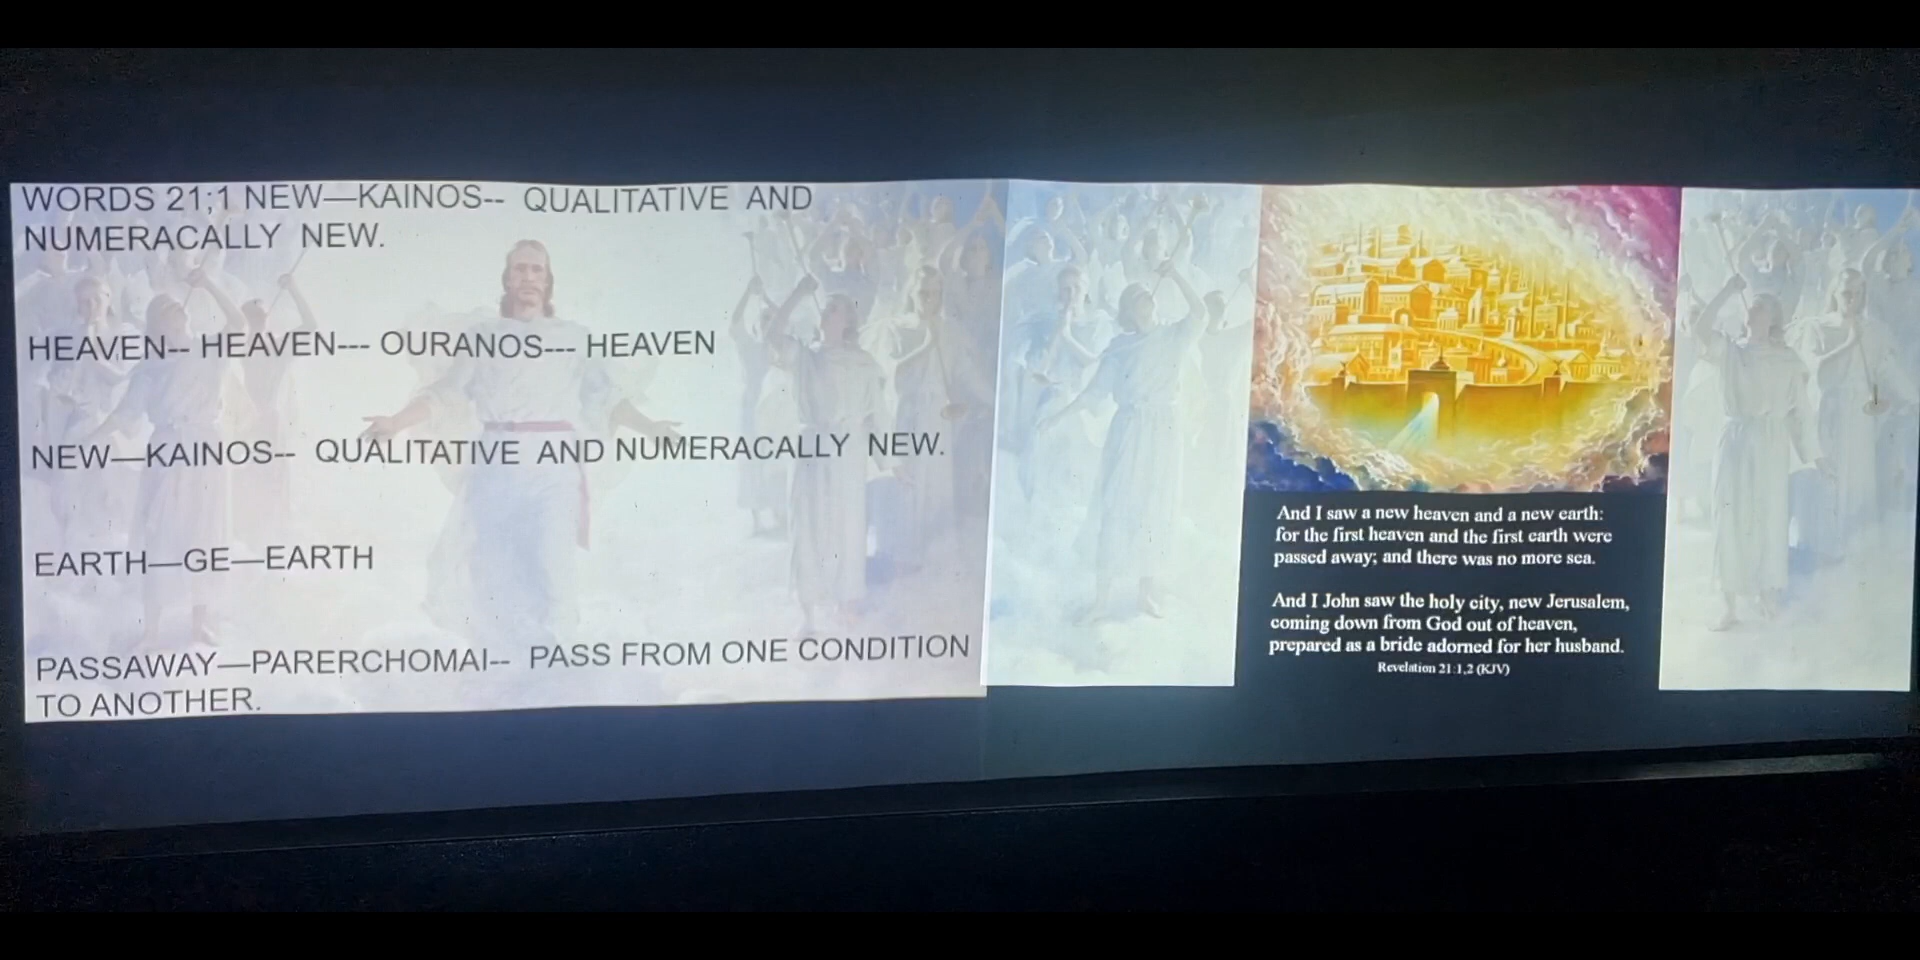 WORDS 21;1 NEW—KAINOS-- QUALITATIVE AND
NUMERACALLY NEW.
HEAVEN-- HEAVEN--- OURANOS--- HEAVEN
NEW—KAINOS-- QUALITATIVE AND NUMERACALLY NEW.
EARTH—GE—EARTH
PASSAWAY—PARERCHOMAI-- PASS FROM ONE CONDITION
TO ANOTHER.
And I saw a new heaven and a new earth:
for the first heaven and the first earth were
passed away; and there was no more sea.
And I John saw the holy city, new Jerusalem,
coming down from God out of heaven,
prepared as a bride adorned for her husband.
Revelation 21:1,2 (KJV)